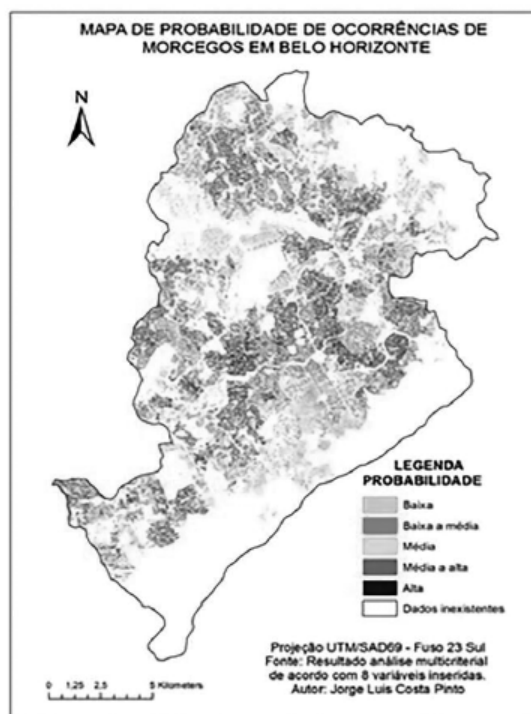 MAPA DE PROBABILIDADE DE OCORRÊNCIAS DE
MORCEGOS EM BELO HORIZONTE
N
LEGENDA
PROBABILIDADE
Baixa
Baixa a média
Média
Média a alta
Alta
Dados inexistentes
Projeção UTM/SAD69 - Fuso 23 Sul
Fonte: Resultado análise multicriterial
de acordo com 8 variáveis inseridas.
Autor: Jorge Luis Costa Pinto
0 1,25 2,5 5 Kilometers